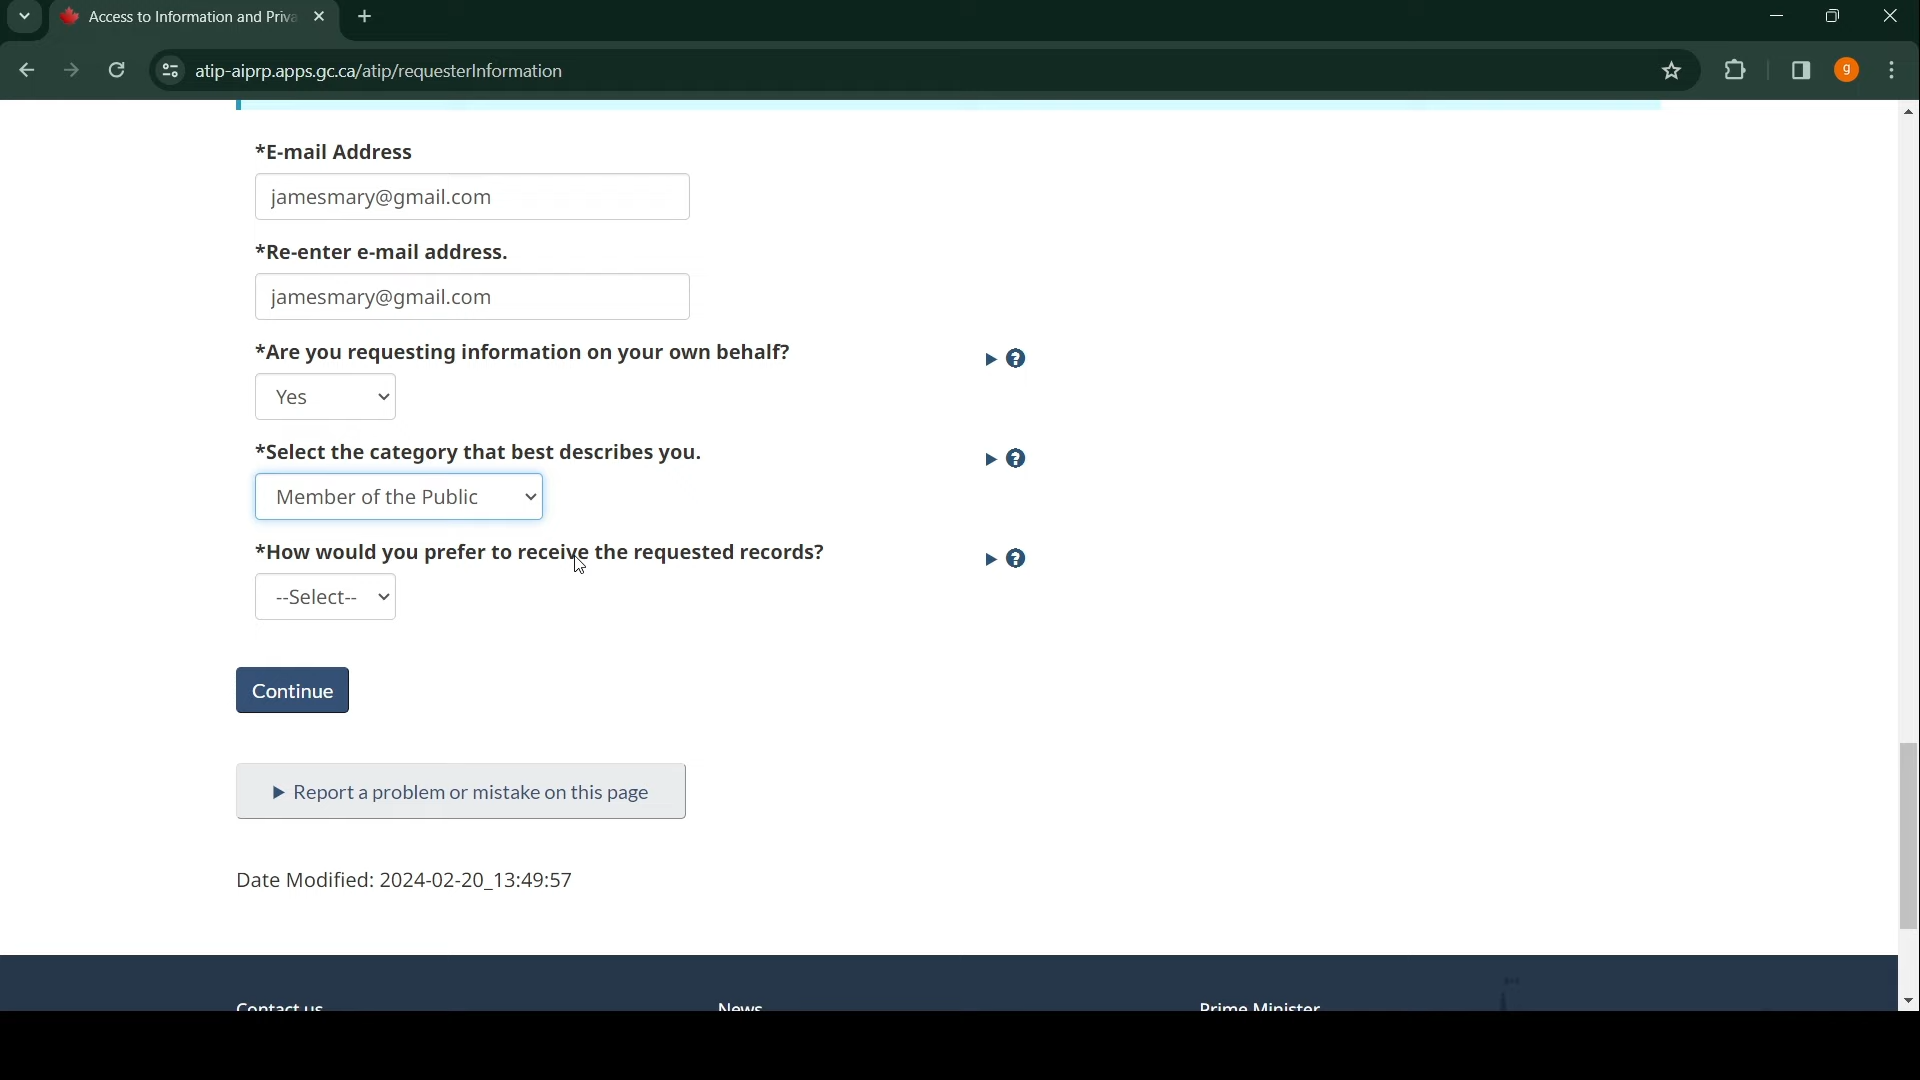 Access to Information and Priva
atip-aiprp.apps.gc.ca/atip/requesterInformation
g
*E-mail Address
jamesmary@gmail.com
*Re-enter e-mail address.
jamesmary@gmail.com
*Are you requesting information on your own behalf?
Yes
*Select the category that best describes you.
Member of the Public
*How would you prefer to receive the requested records?
--Select--
Continue
Report a problem or mistake on this page
Date Modified: 2024-02-20_13:49:57
Contact us News Prime Minister